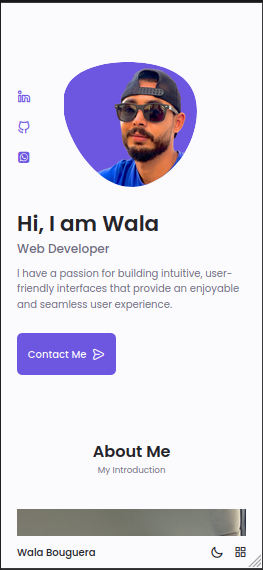 Hi, I am Wala
Web Developer
I have a passion for building intuitive, user-
friendly interfaces that provide an enjoyable
and seamless user experience.
Contact Me
About Me
My Introduction
Wala Bouguera